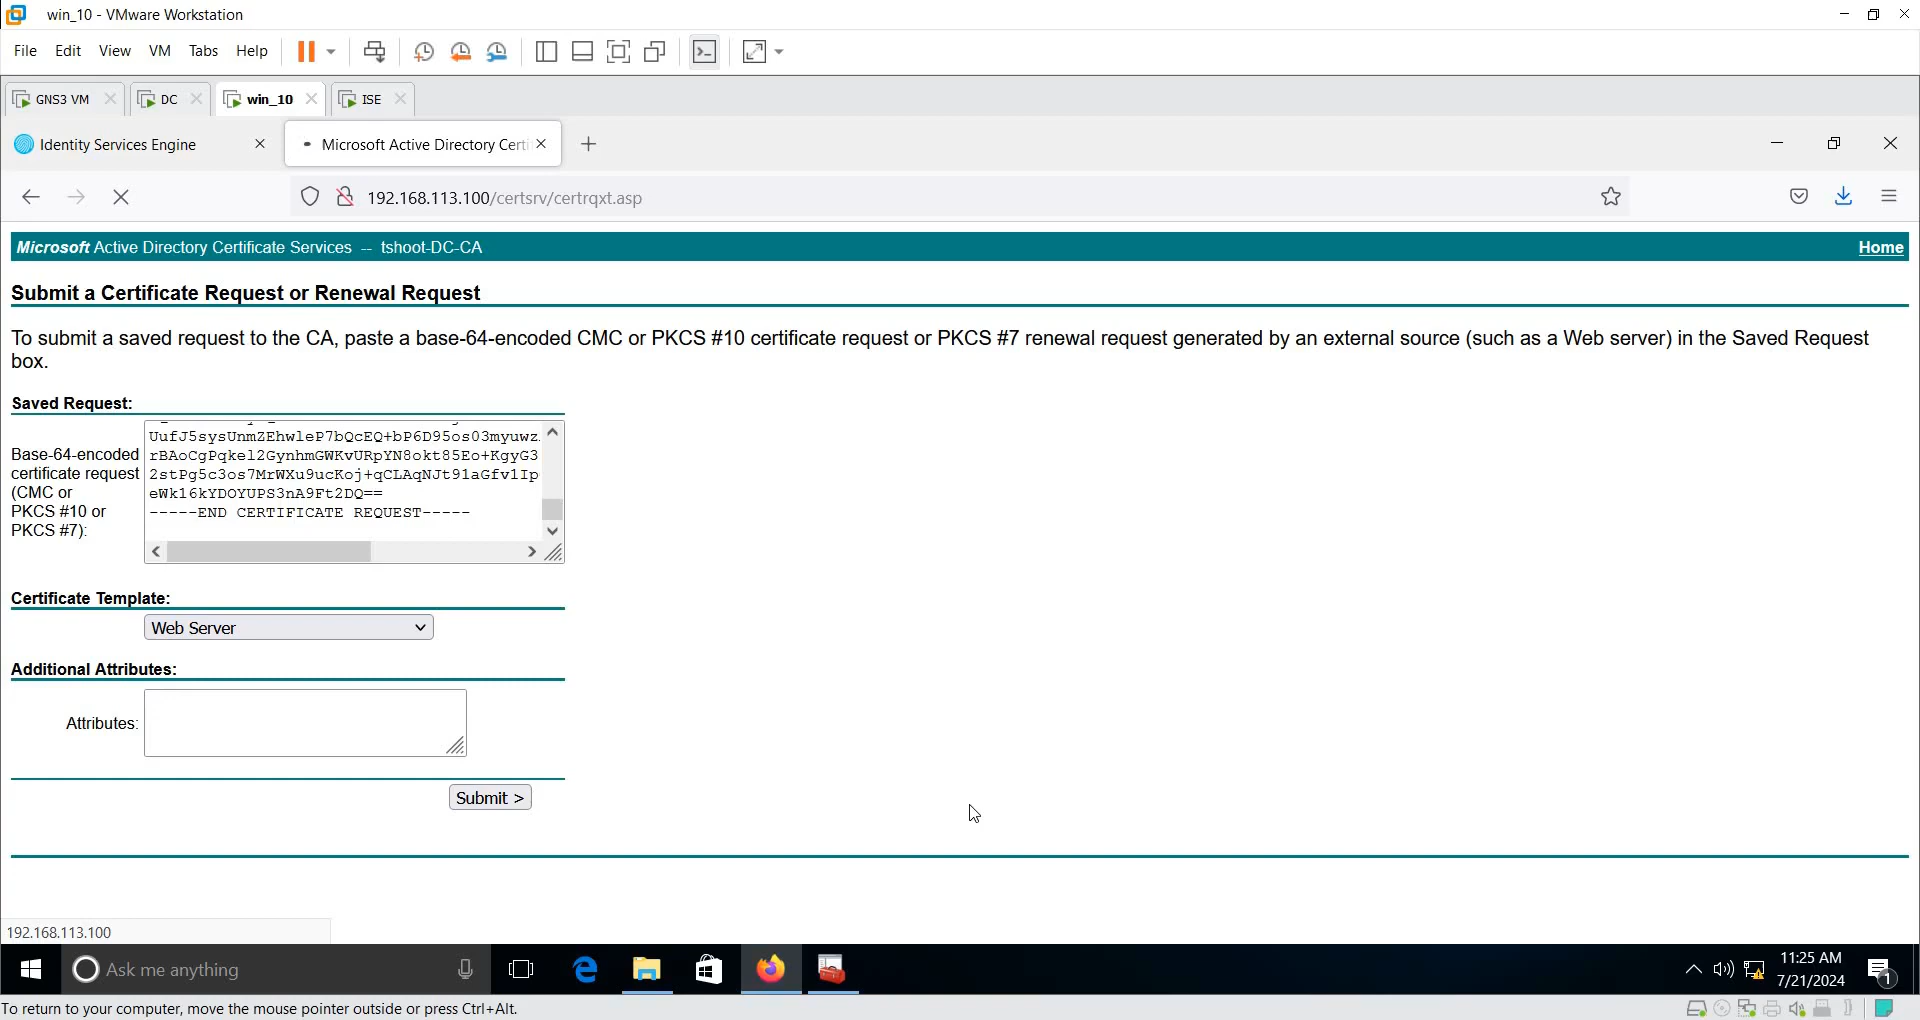 win_10 - VMware Workstation
File Edit View VM Tabs Help
GNS3 VM DC win_10 ISE
Identity Services Engine Microsoft Active Directory Certi
192.168.113.100/certsrv/certrqxt.asp
Microsoft Active Directory Certificate Services -- tshoot-DC-CA Home
Submit a Certificate Request or Renewal Request
To submit a saved request to the CA, paste a base-64-encoded CMC or PKCS #10 certificate request or PKCS #7 renewal request generated by an external source (such as a Web server) in the Saved Request
box.
Saved Request:
Base-64-encoded
certificate request
(CMC or
PKCS #10 or
PKCS #7):
UufJ5sysUnmZEhwleP7bQcEQ+bP6D95os03myuwz
rBAoCgPqkel2GynhmGWKvURpYN8okt85Eo+KgyG3
2stPg5c3os7MrWXu9ucKoj+qCLAqNJt91aGfv1Ip
eWk16kYDOYUPS3nA9Ft2DQ==
-----END CERTIFICATE REQUEST-----
Certificate Template:
Web Server
Additional Attributes:
Attributes:
Submit >
192.168.113.100
Ask me anything
11:25 AM
7/21/2024
1
To return to your computer, move the mouse pointer outside or press Ctrl+Alt.